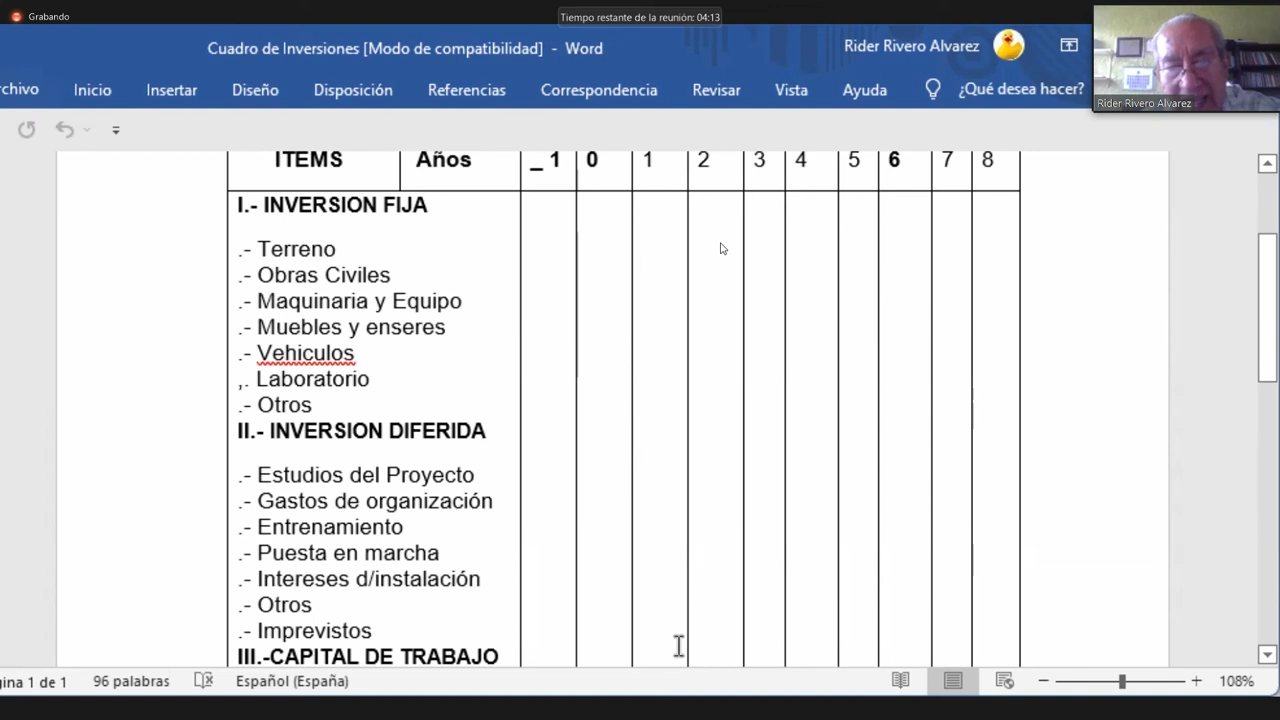 Grabando
Tiempo restante de la reunión: 04:13
Cuadro de Inversiones [Modo de compatibilidad] - Word
Rider Rivero Alvarez
Rider Rivero Alvarez
rchivo Inicio Insertar Diseño Disposición Referencias Correspondencia Revisar Vista Ayuda ¿Qué desea hacer?
ITEMS Años _ 1 0 1 2 3 4 5 6 7 8
I.- INVERSION FIJA
.- Terreno
.- Obras Civiles
.- Maquinaria y Equipo
.- Muebles y enseres
.- Vehiculos
,. Laboratorio
.- Otros
II.- INVERSION DIFERIDA
.- Estudios del Proyecto
.- Gastos de organización
.- Entrenamiento
.- Puesta en marcha
.- Intereses d/instalación
.- Otros
.- Imprevistos
III.-CAPITAL DE TRABAJO
gina 1 de 1 96 palabras Español (España) 108%